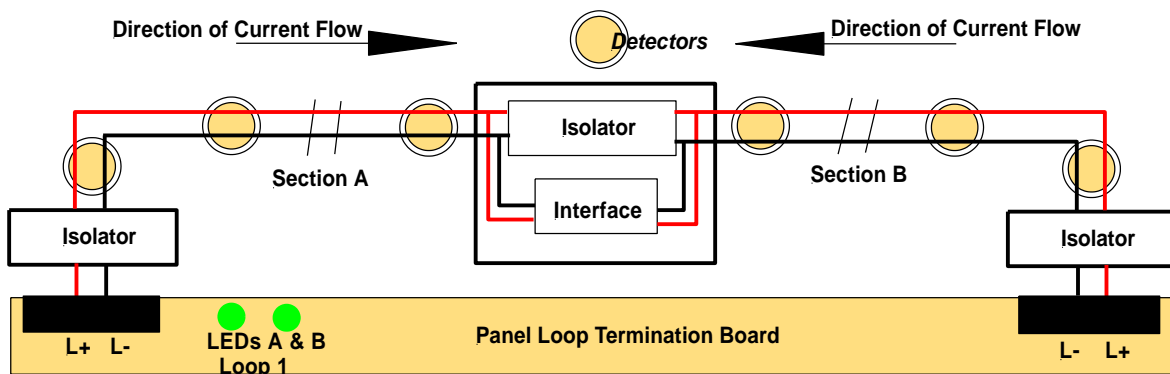 Direction of Current Flow
Detectors
Direction of Current Flow
Isolator
Section A
Section B
Interface
Isolator
Isolator
Panel Loop Termination Board
LEDs A & B
Loop 1
L+ L-
L- L+